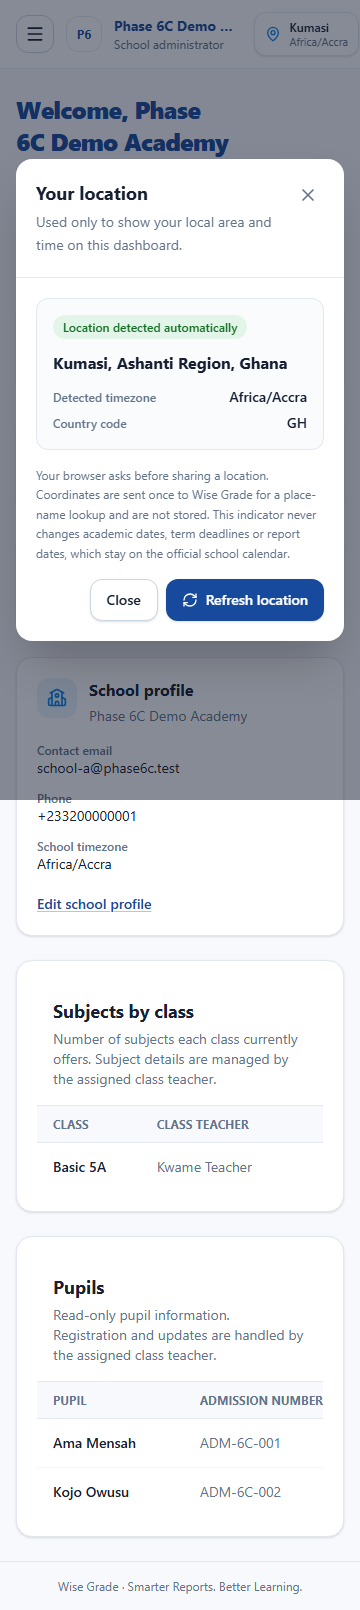 P6
Phase 6C Demo ...
School administrator
Kumasi
Africa/Accra
Welcome, Phase
6C Demo Academy
Your location
Used only to show your local area and
time on this dashboard.
Location detected automatically
Kumasi, Ashanti Region, Ghana
Detected timezone Africa/Accra
Country code GH
Your browser asks before sharing a location.
Coordinates are sent once to Wise Grade for a place-
name lookup and are not stored. This indicator never
changes academic dates, term deadlines or report
dates, which stay on the official school calendar.
Close Refresh location
School profile
Phase 6C Demo Academy
Contact email
school-a@phase6c.test
Phone
+233200000001
School timezone
Africa/Accra
Edit school profile
Subjects by class
Number of subjects each class currently
offers. Subject details are managed by
the assigned class teacher.
CLASS CLASS TEACHER
Basic 5A Kwame Teacher
Pupils
Read-only pupil information.
Registration and updates are handled by
the assigned class teacher.
PUPIL ADMISSION NUMBER
Ama Mensah ADM-6C-001
Kojo Owusu ADM-6C-002
Wise Grade · Smarter Reports. Better Learning.